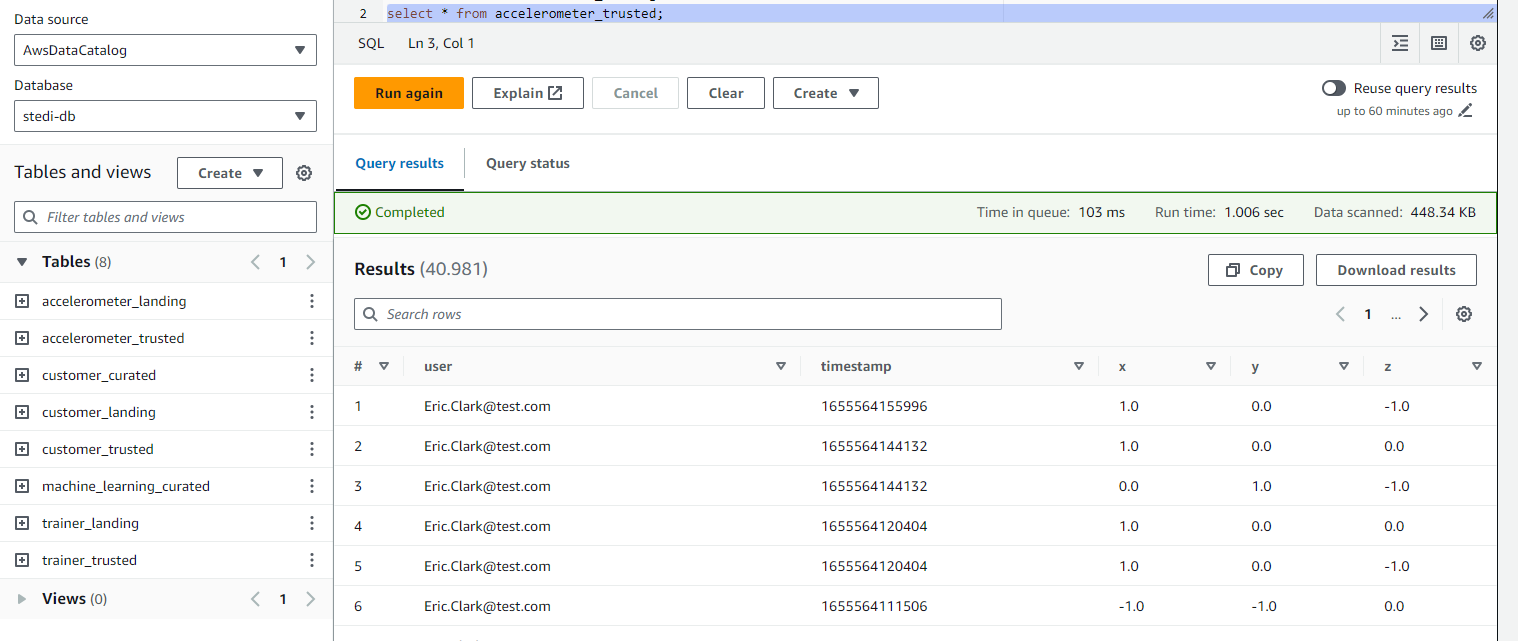 Data source
AwsDataCatalog
Database
stedi-db
Tables and views
Create
Filter tables and views
Tables (8)
1
accelerometer_landing
accelerometer_trusted
customer_curated
customer_landing
customer_trusted
machine_learning_curated
trainer_landing
trainer_trusted
Views (0)
1
2 select * from accelerometer_trusted;
SQL Ln 3, Col 1
Run again Explain Cancel Clear Create
Reuse query results
up to 60 minutes ago
Query results Query status
Completed Time in queue: 103 ms Run time: 1.006 sec Data scanned: 448.34 KB
Results (40.981) Copy Download results
Search rows 1 ...
# user timestamp x y z
1 Eric.Clark@test.com 1655564155996 1.0 0.0 -1.0
2 Eric.Clark@test.com 1655564144132 1.0 0.0 0.0
3 Eric.Clark@test.com 1655564144132 0.0 1.0 -1.0
4 Eric.Clark@test.com 1655564120404 1.0 0.0 0.0
5 Eric.Clark@test.com 1655564120404 1.0 0.0 -1.0
6 Eric.Clark@test.com 1655564111506 -1.0 -1.0 0.0